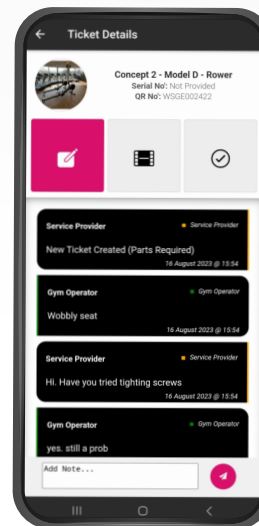 Ticket Details
Concept 2 - Model D - Rower
Serial No': Not Provided
QR No': WSGE002422
Service Provider
Service Provider
New Ticket Created (Parts Required)
16 August 2023 @ 15:54
Gym Operator
Gym Operator
Wobbly seat
16 August 2023 @ 15:54
Service Provider
Service Provider
Hi. Have you tried tighting screws
16 August 2023 @ 15:54
Gym Operator
Gym Operator
yes. still a prob
Add Note...